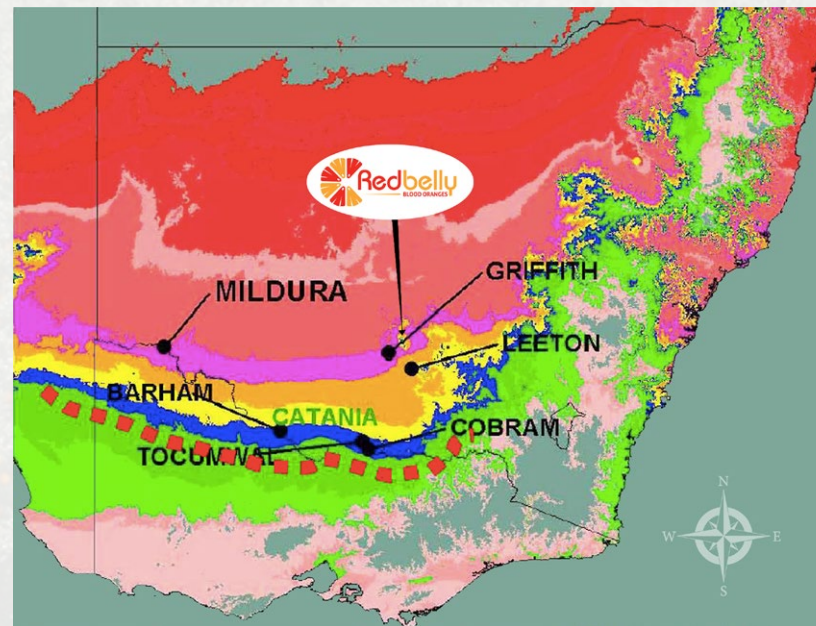 Redbelly
BLOOD ORANGES
GRIFFITH
MILDURA
LEETON
BARHAM
CATANIA
COBRAM
TOCUMWAL
N
W
E
S